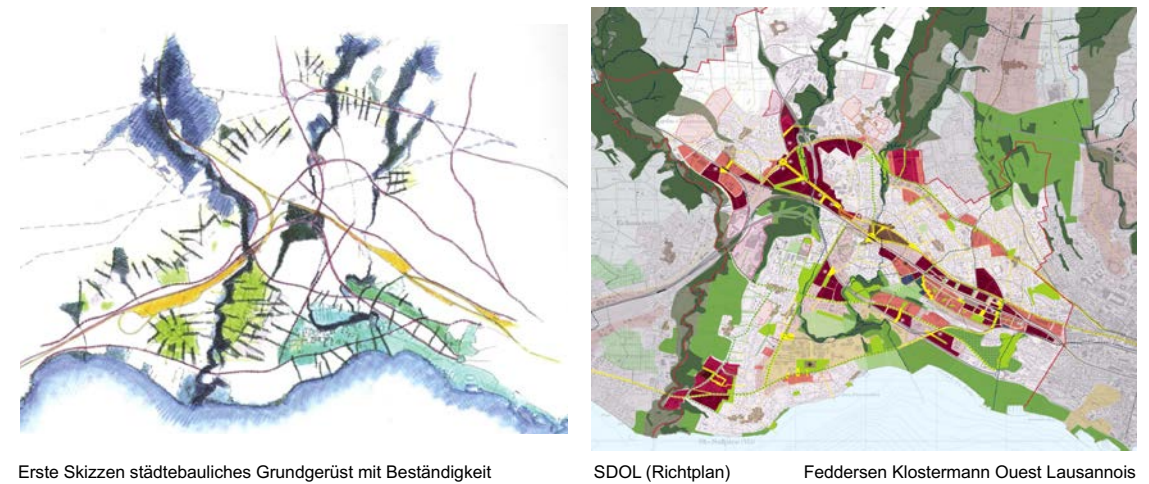 Erste Skizzen städtebauliches Grundgerüst mit Beständigkeit
SDOL (Richtplan)
Feddersen Klostermann Ouest Lausannois